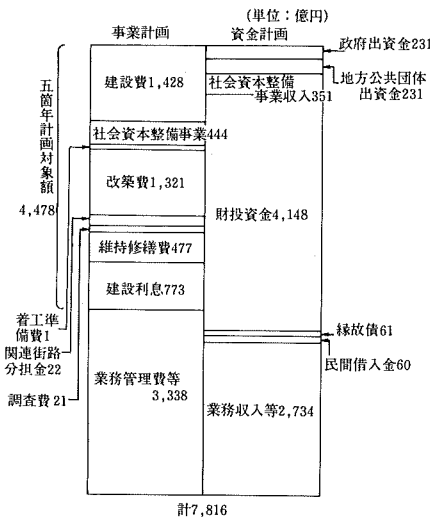 (単位：億円)
事業計画
資金計画
政府出資金231
地方公共団体
出資金231
建設費1,428
社会資本整備
事業収入351
社会資本整備事業444
五箇年計画対象額
4,478
改築費1,321
財投資金4,148
維持修繕費477
建設利息773
着工準
備費1
関連街路
分担金22
調査費21
縁故債61
民間借入金60
業務管理費等
3,338
業務収入等2,734
計7,816